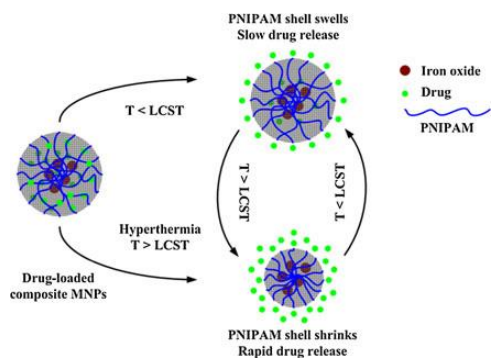 PNIPAM shell swells
Slow drug release
Iron oxide
Drug
PNIPAM
T < LCST
T > LCST
T < LCST
Hyperthermia
T > LCST
Drug-loaded
composite MNPs
PNIPAM shell shrinks
Rapid drug release